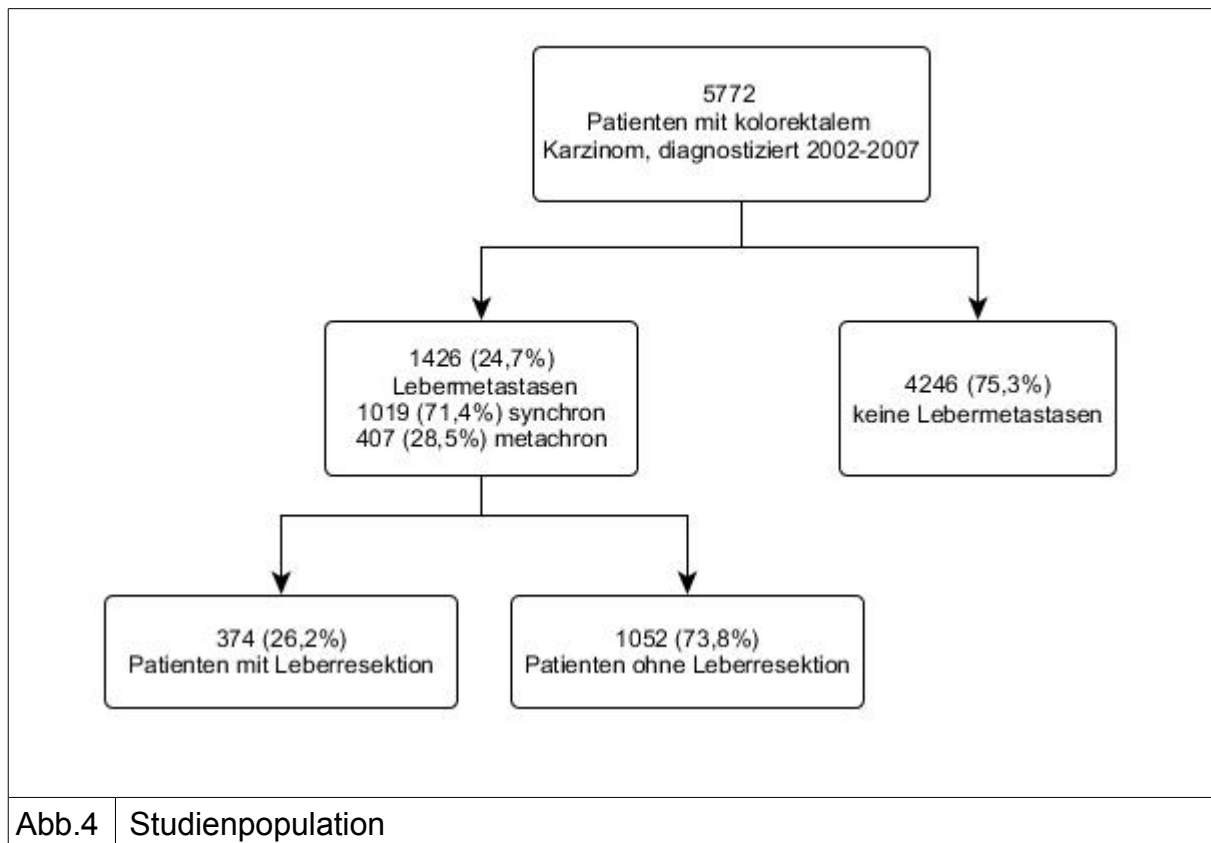 5772
Patienten mit kolorektalem
Karzinom, diagnostiziert 2002-2007
1426 (24,7%)
Lebermetastasen
1019 (71,4%) synchron
407 (28,5%) metachron
4246 (75,3%)
keine Lebermetastasen
374 (26,2%)
Patienten mit Leberresektion
1052 (73,8%)
Patienten ohne Leberresektion
Abb.4 Studienpopulation